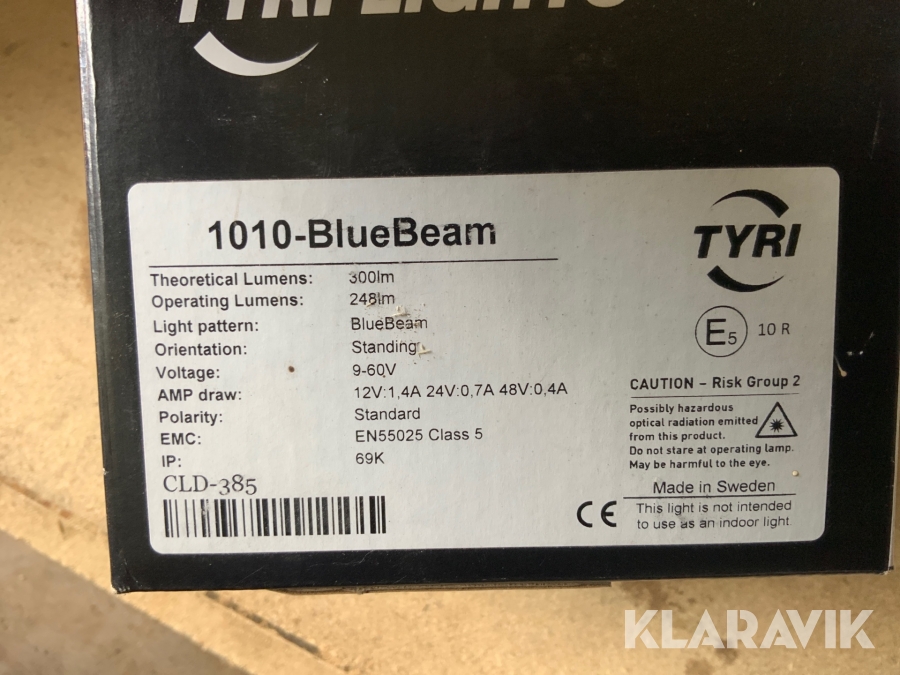 TYRI LIGHTS
1010-BlueBeam
TYRI
Theoretical Lumens: 300lm
Operating Lumens: 248lm
Light pattern: BlueBeam
Orientation: Standing
Voltage: 9-60V
AMP draw: 12V:1,4A 24V:0,7A 48V:0,4A
Polarity: Standard
EMC: EN55025 Class 5
IP: 69K
CLD-385
E5 10 R
CAUTION – Risk Group 2
Possibly hazardous
optical radiation emitted
from this product.
Do not stare at operating lamp.
May be harmful to the eye.
Made in Sweden
CE
This light is not intended
to use as an indoor light.
KLARAVIK